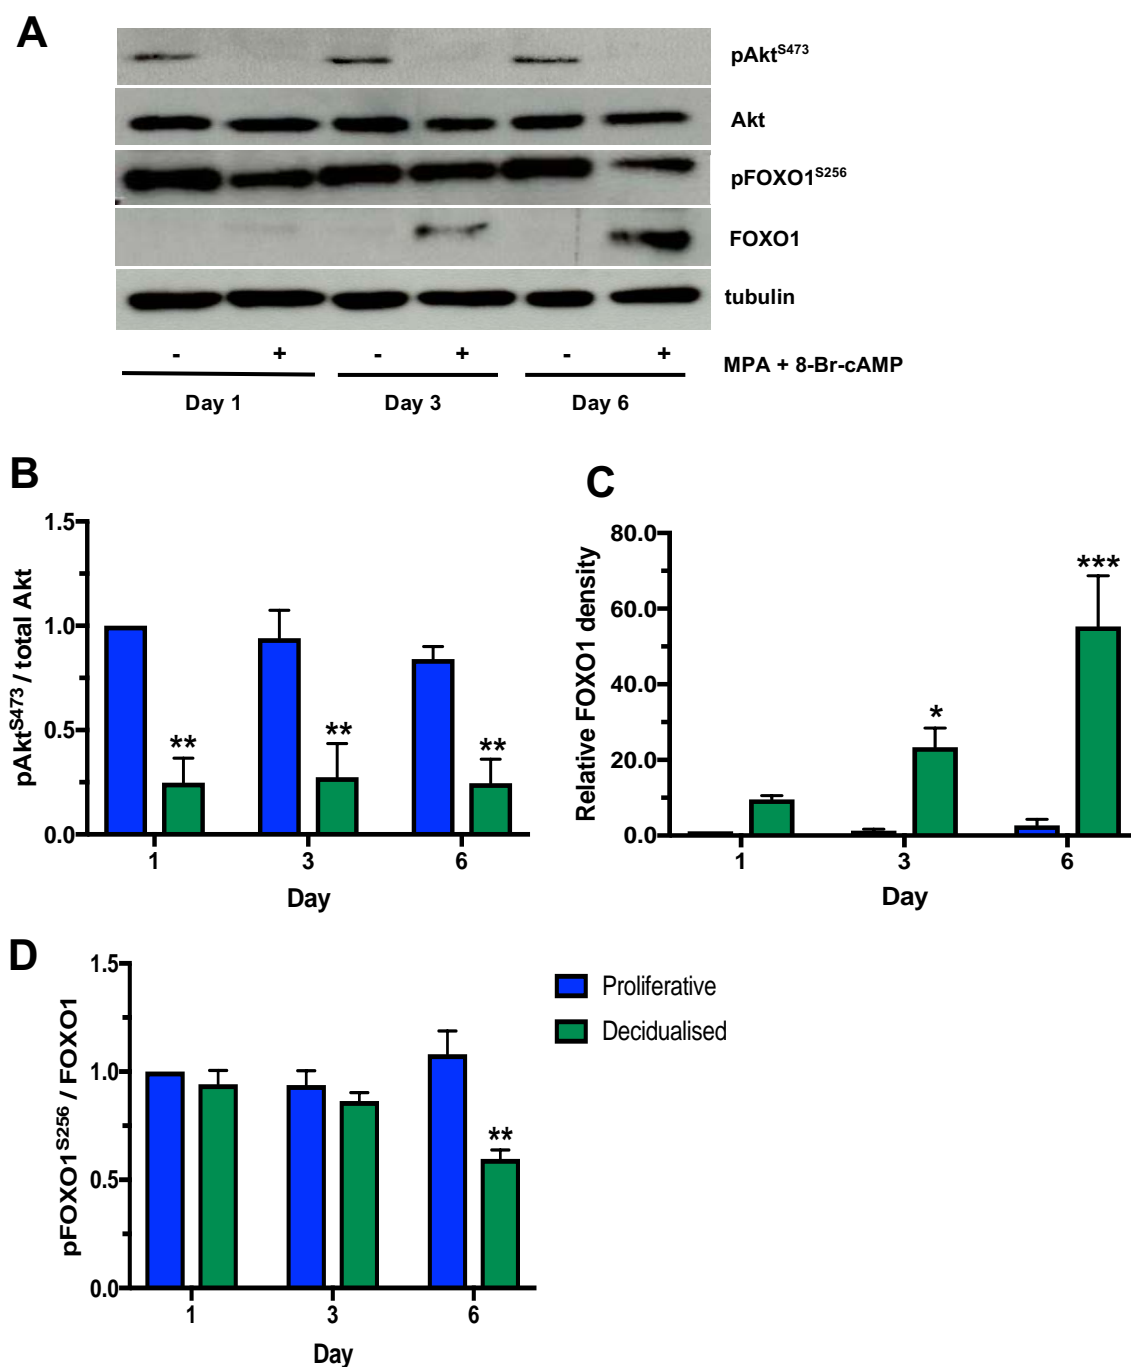 A
pAktS473
Akt
pFOXO1S256
FOXO1
tubulin
- + - + - +
MPA + 8-Br-cAMP
Day 1 Day 3 Day 6
B
1.5
1.0
0.5
0.0
pAktS473 / total Akt
** ** **
1 3 6
Day
C
80.0
60.0
40.0
20.0
0.0
Relative FOXO1 density
* ***
1 3 6
Day
D
1.5
1.0
0.5
0.0
pFOXO1S256 / FOXO1
**
1 3 6
Day
Proliferative
Decidualised